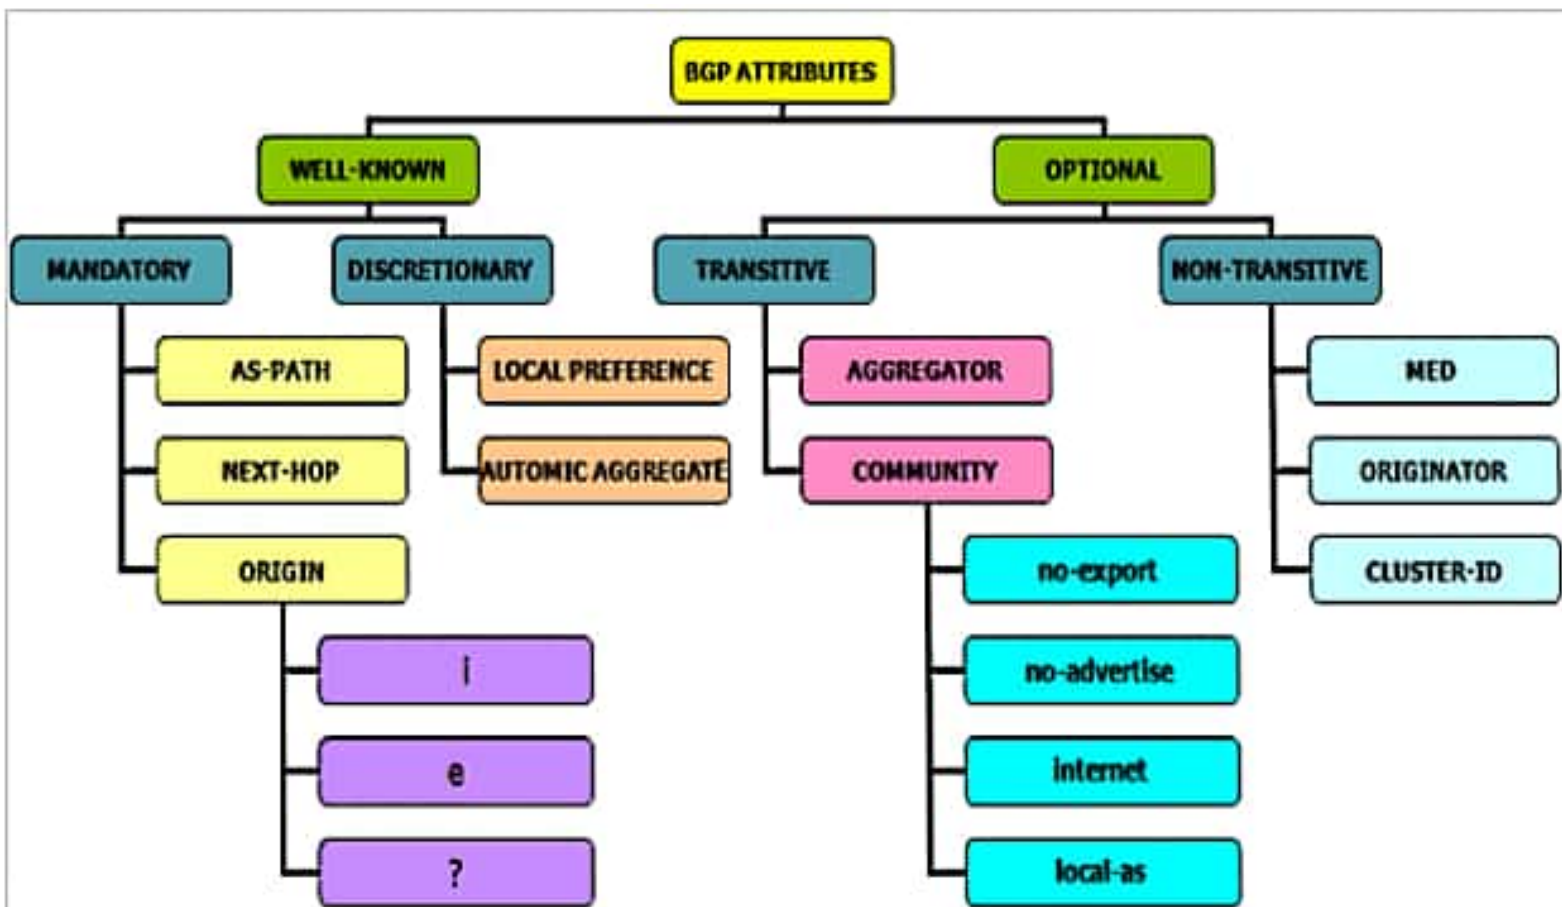 BGP ATTRIBUTES
WELL-KNOWN
OPTIONAL
MANDATORY
DISCRETIONARY
TRANSITIVE
NON-TRANSITIVE
AS-PATH
LOCAL PREFERENCE
AGGREGATOR
MED
NEXT-HOP
AUTOMIC AGGREGATE
COMMUNITY
ORIGINATOR
ORIGIN
no-export
CLUSTER-ID
i
no-advertise
e
internet
?
local-as